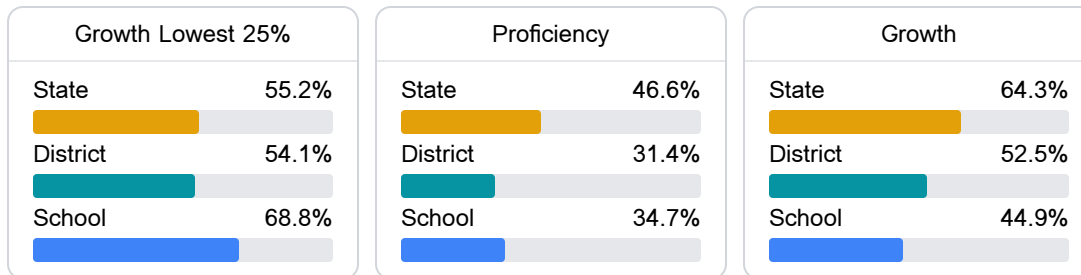 Growth Lowest 25%
State 55.2%
District 54.1%
School 68.8%
Proficiency
State 46.6%
District 31.4%
School 34.7%
Growth
State 64.3%
District 52.5%
School 44.9%